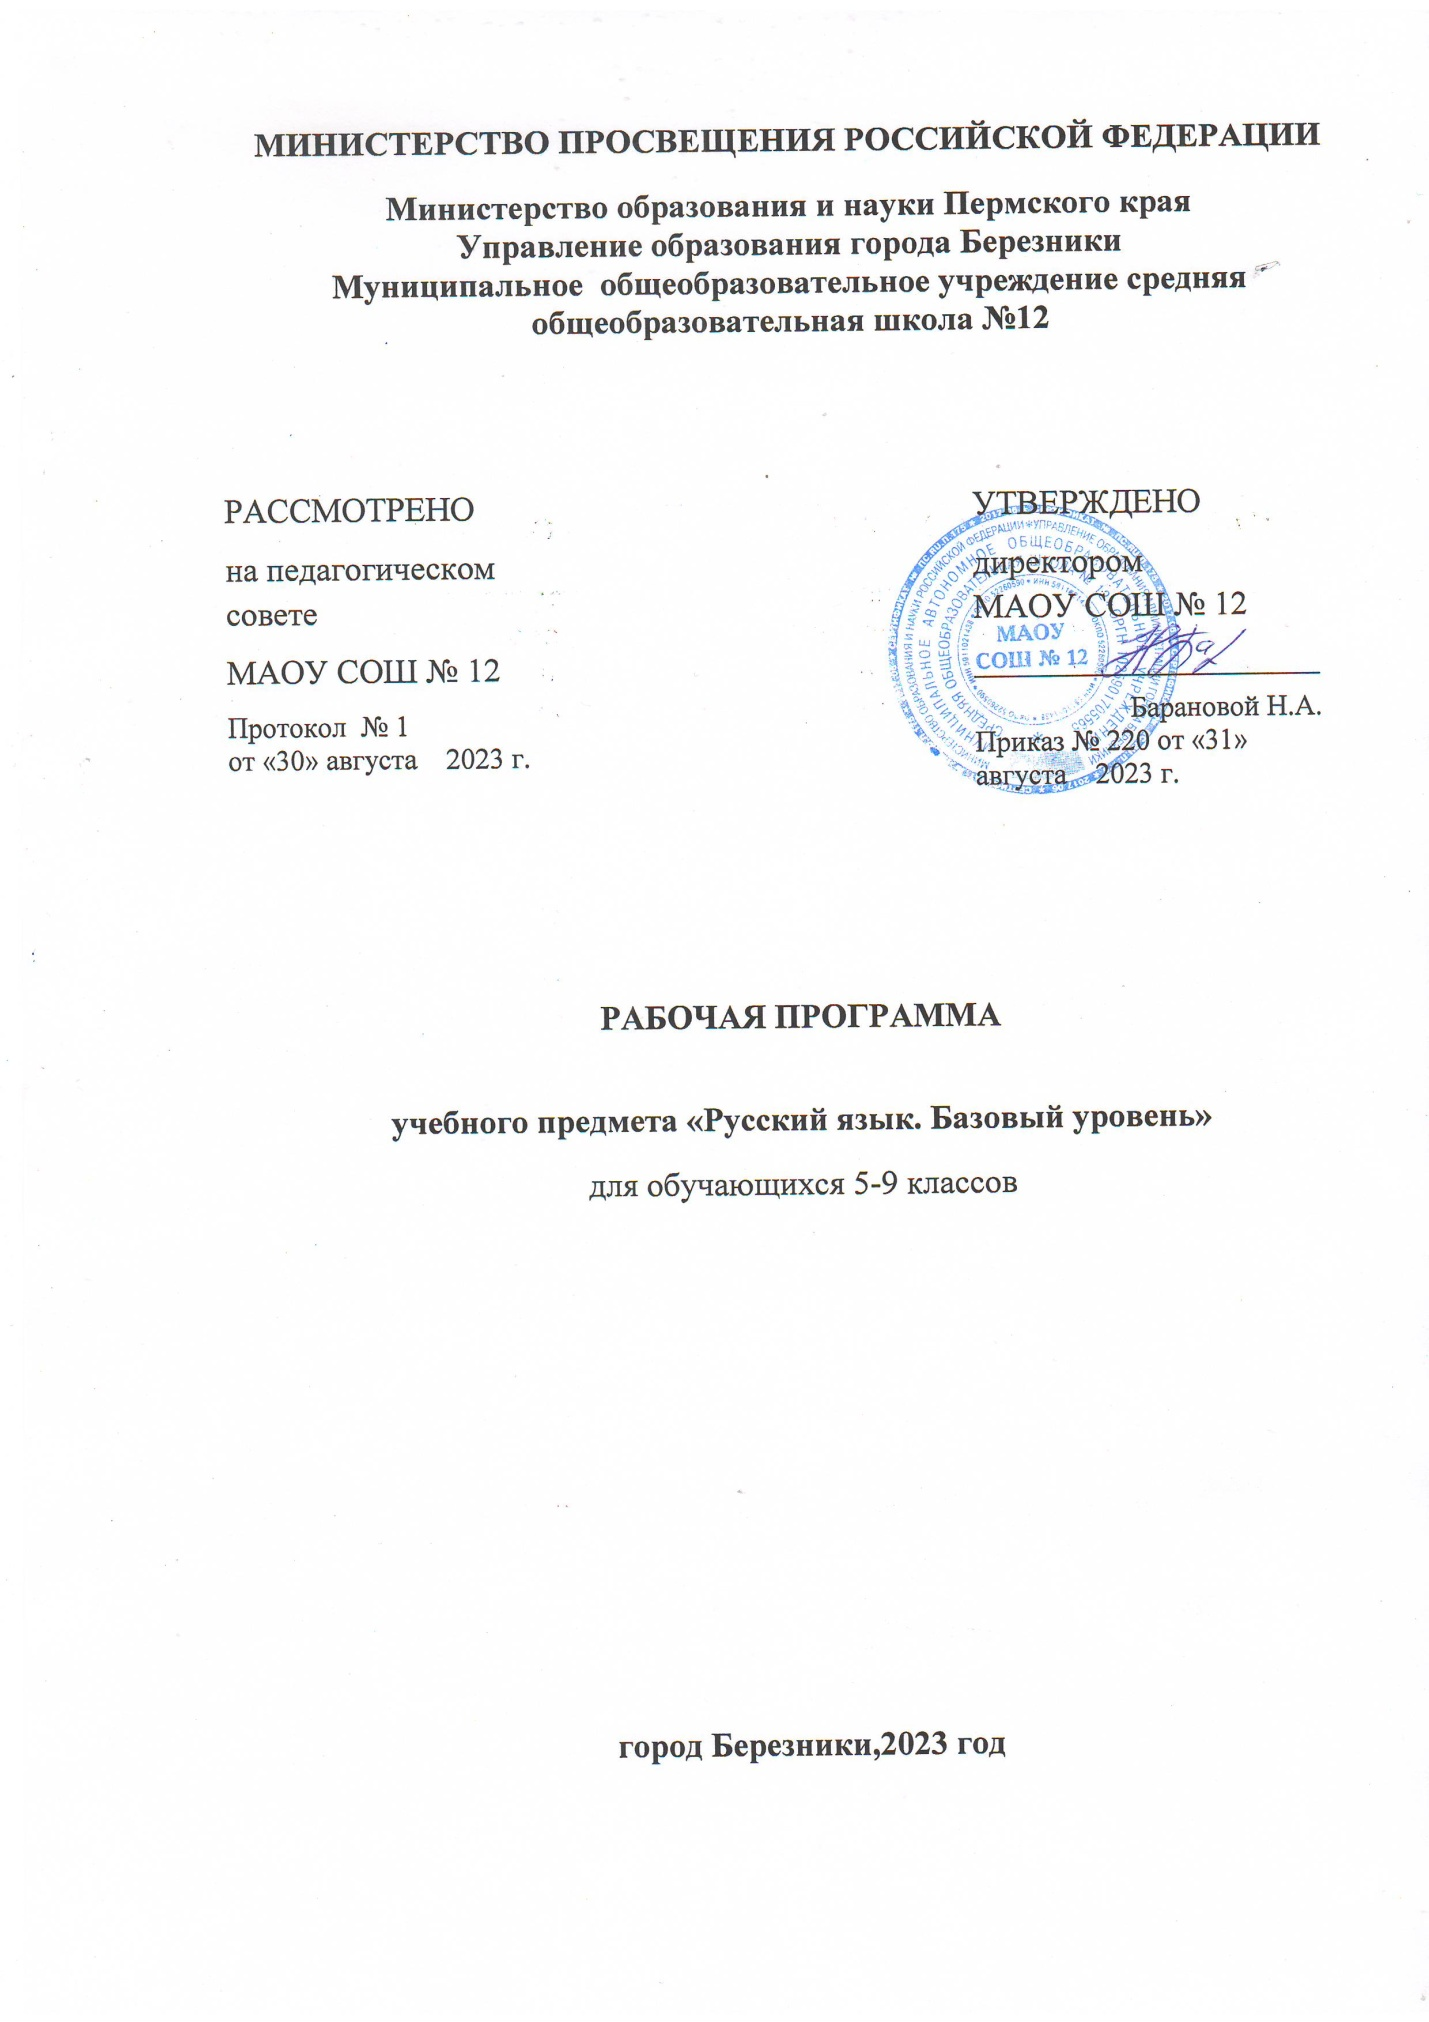 МИНИСТЕРСТВО ПРОСВЕЩЕНИЯ РОССИЙСКОЙ ФЕДЕРАЦИИ
Министерство образования и науки Пермского края
Управление образования города Березники
Муниципальное общеобразовательное учреждение средняя
общеобразовательная школа №12
РАССМОТРЕНО
на педагогическом
совете
МАОУ СОШ № 12
Протокол № 1
от «30» августа 2023 г.
УТВЕРЖДЕНО
директором
МАОУ СОШ № 12
Барановой Н.А.
Приказ № 220 от «31»
августа 2023 г.
МАОУ
СОШ № 12
РАБОЧАЯ ПРОГРАММА
учебного предмета «Русский язык. Базовый уровень»
для обучающихся 5-9 классов
город Березники,2023 год